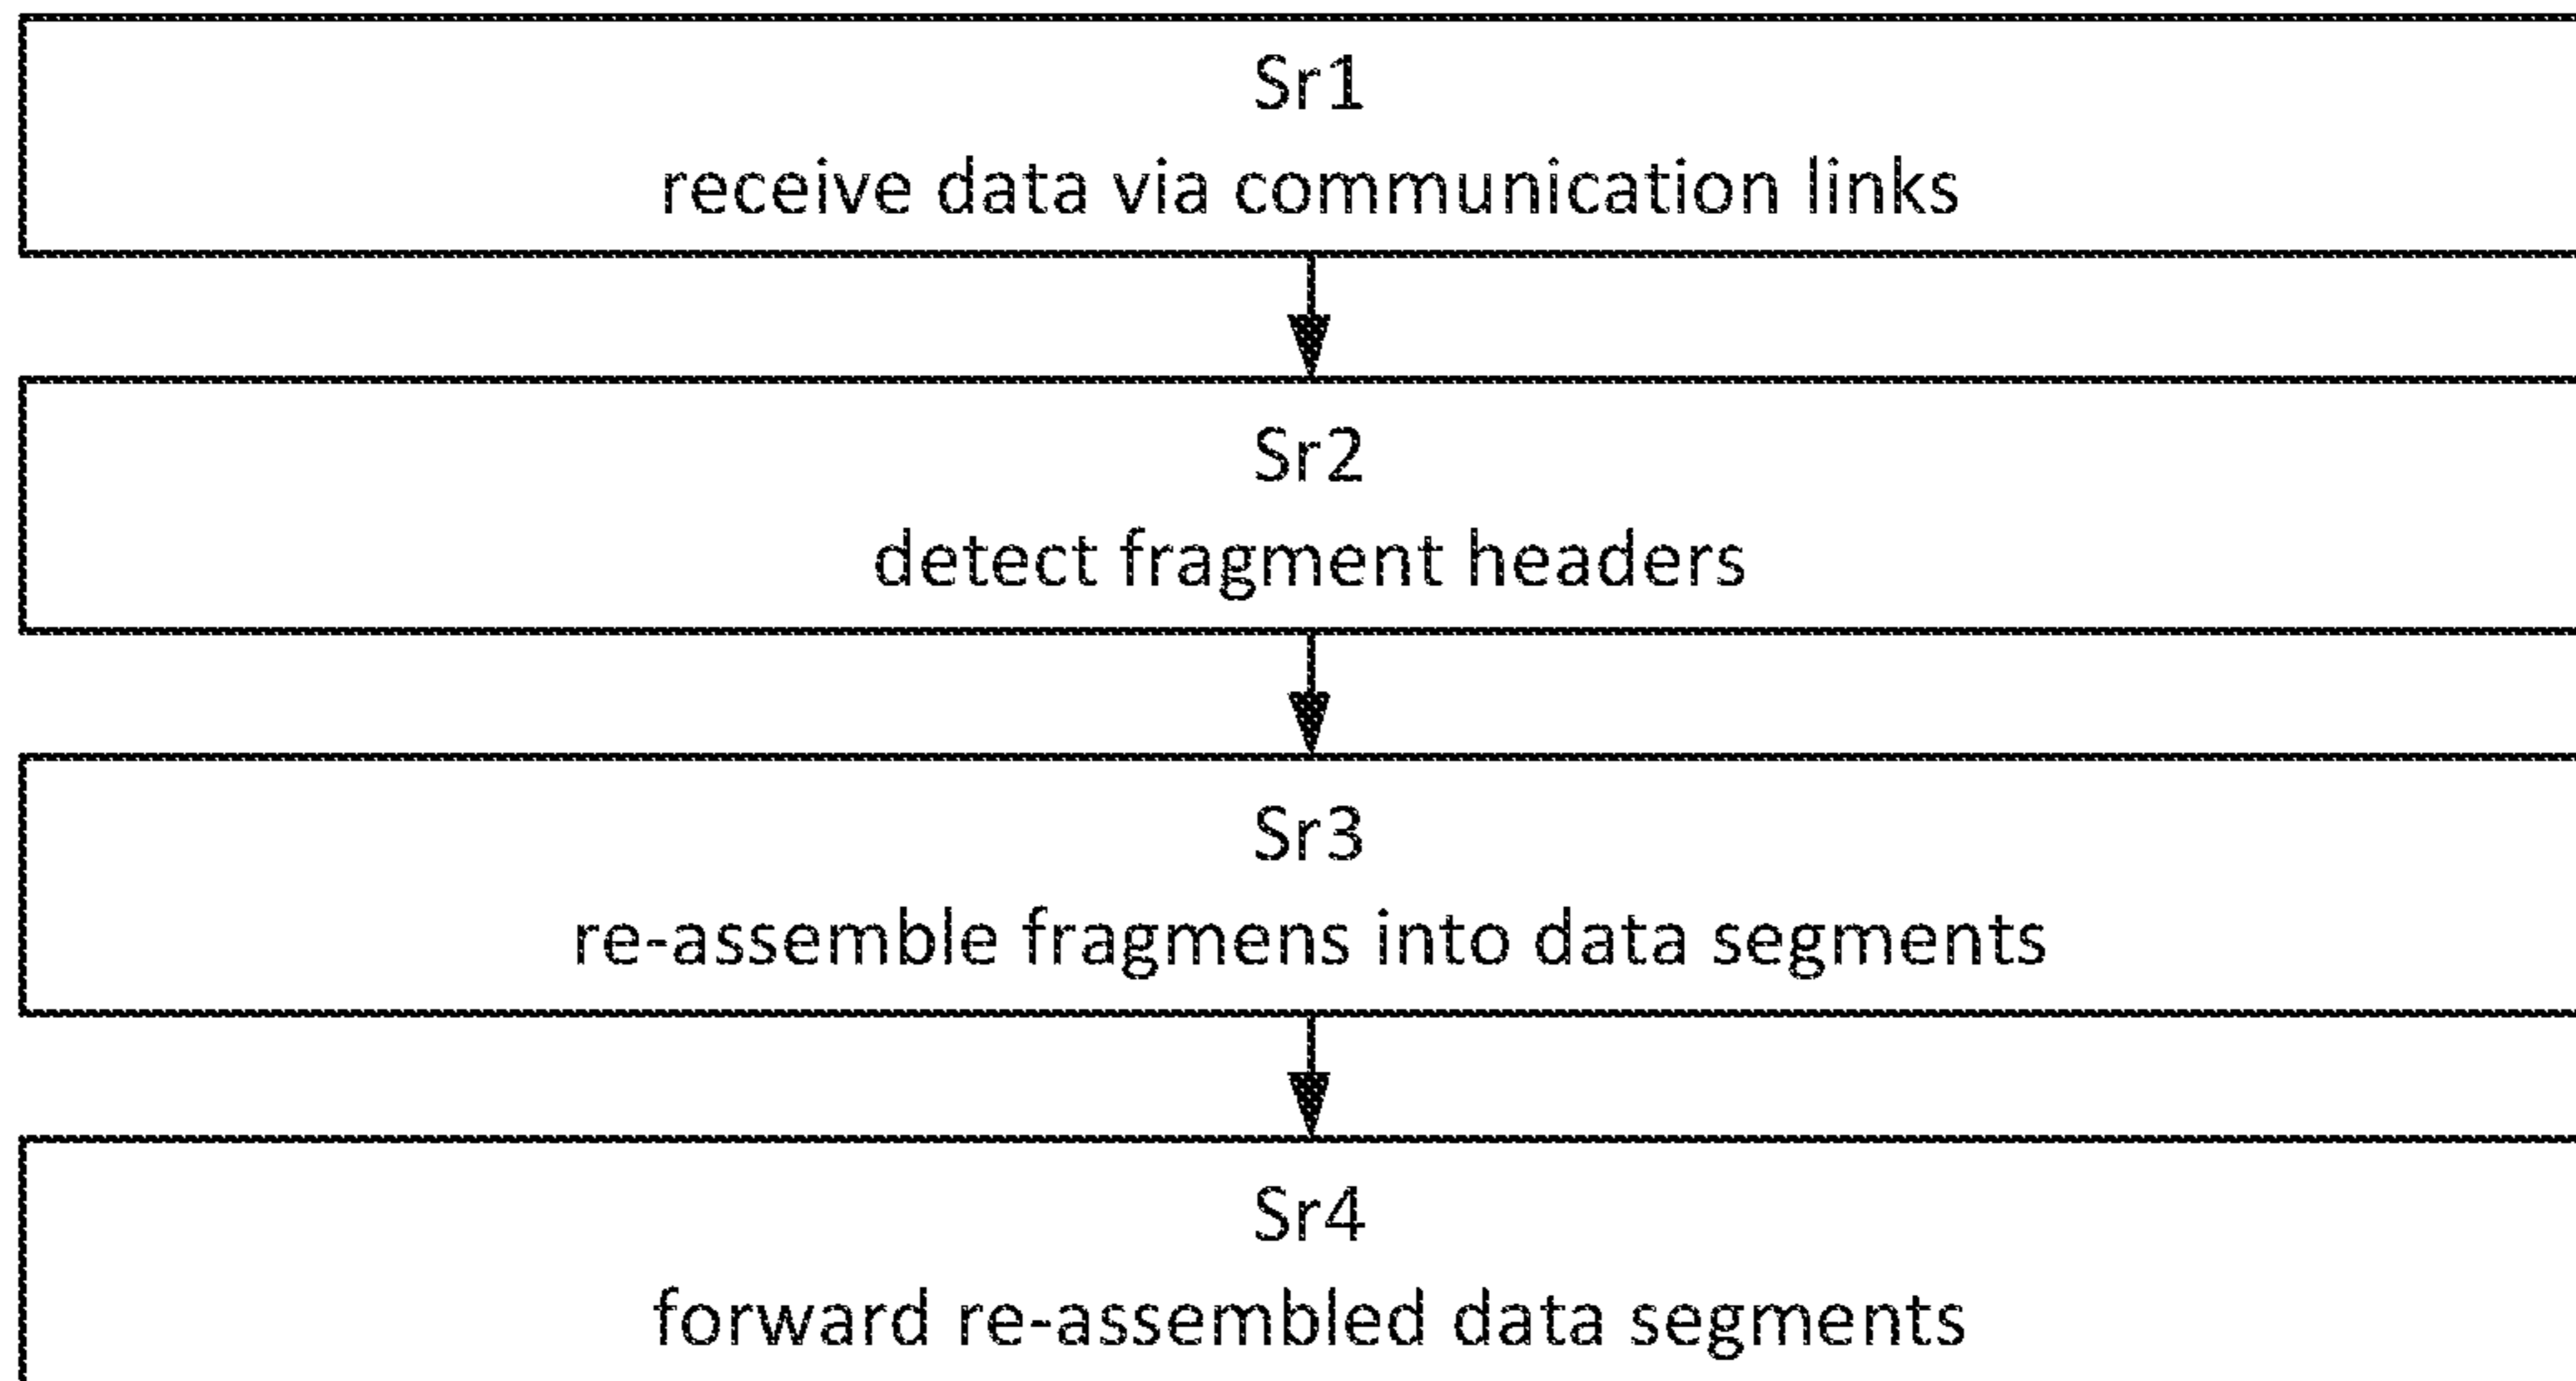 Sr1
receive data via communication links
Sr2
detect fragment headers
Sr3
re-assemble fragmens into data segments
Sr4
forward re-assembled data segments